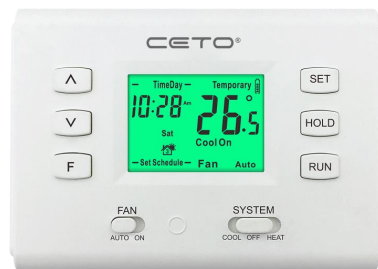 CETO®
TimeDay Temporary
10:28 Am 26.5°
Sat
Cool On
Set Schedule Fan Auto
∧
∨
F
SET
HOLD
RUN
FAN
AUTO ON
SYSTEM
COOL OFF HEAT